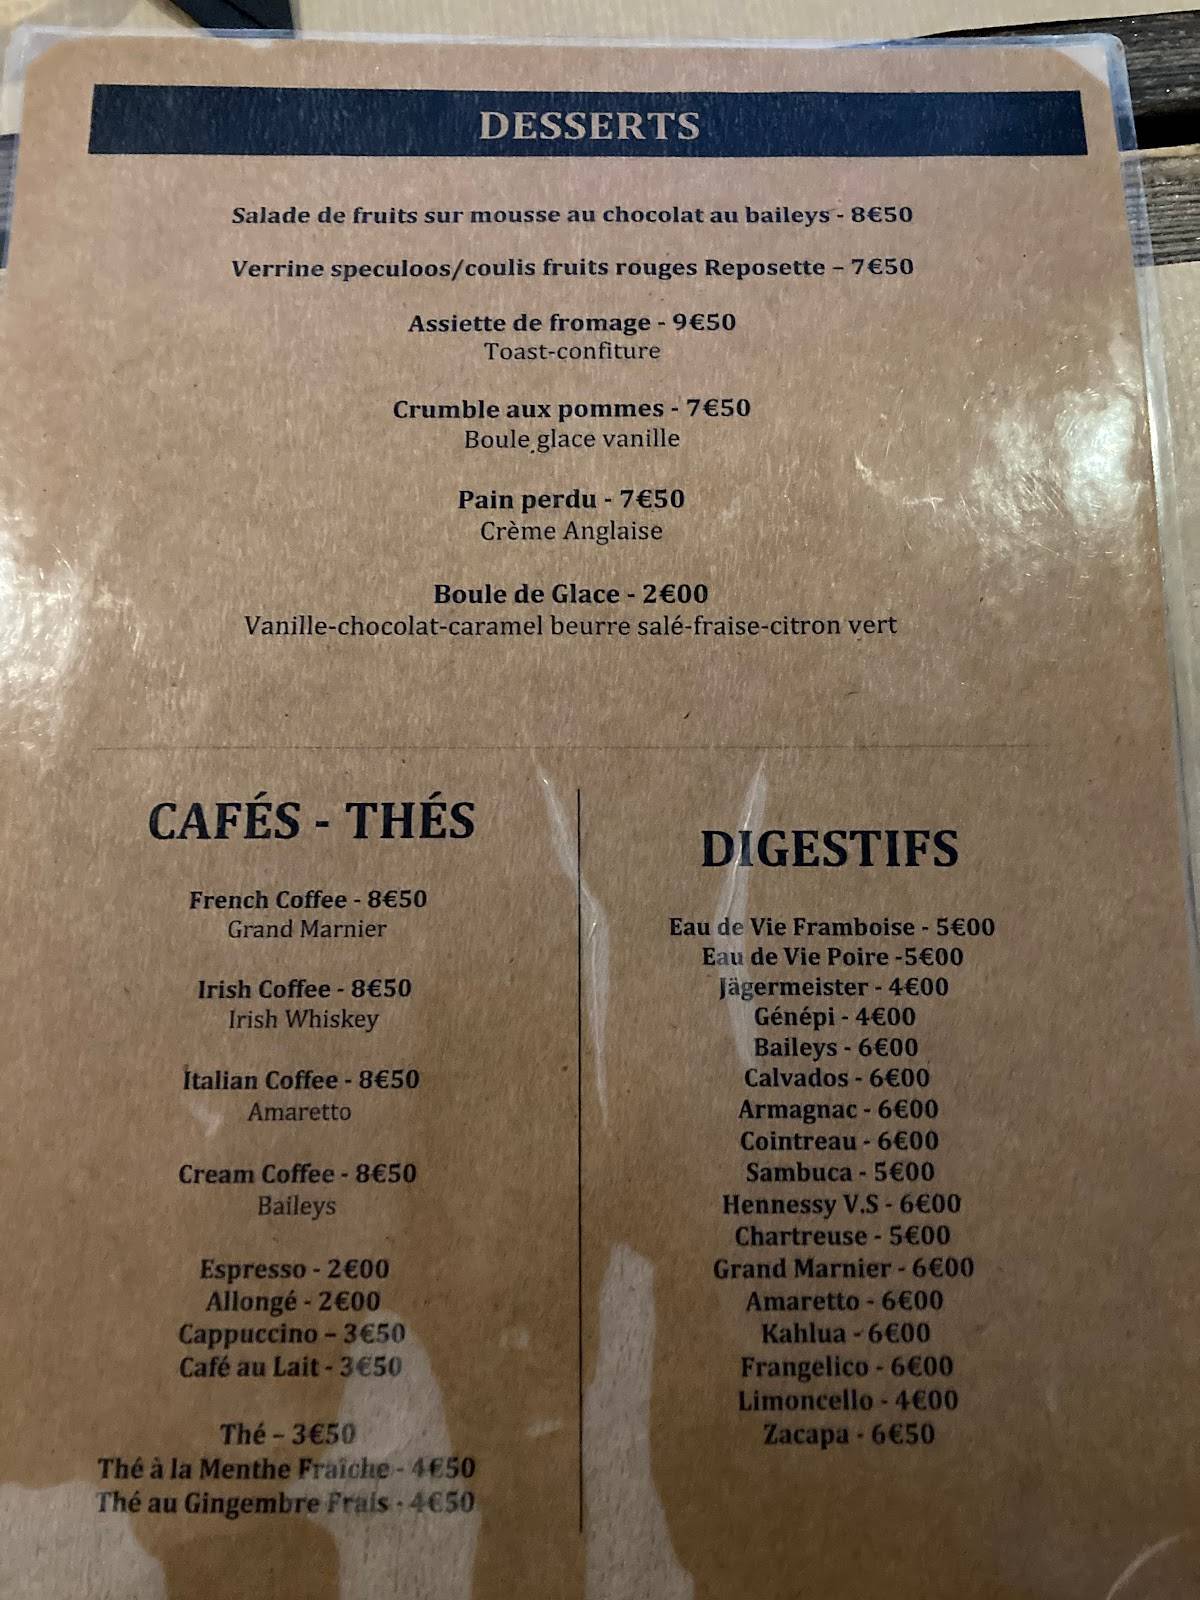 DESSERTS
Salade de fruits sur mousse au chocolat au baileys - 8€50
Verrine speculoos/coulis fruits rouges Reposette – 7€50
Assiette de fromage - 9€50
Toast-confiture
Crumble aux pommes - 7€50
Boule glace vanille
Pain perdu - 7€50
Crème Anglaise
Boule de Glace - 2€00
Vanille-chocolat-caramel beurre salé-fraise-citron vert
CAFÉS - THÉS
French Coffee - 8€50
Grand Marnier
Irish Coffee - 8€50
Irish Whiskey
Italian Coffee - 8€50
Amaretto
Cream Coffee - 8€50
Baileys
Espresso - 2€00
Allongé - 2€00
Cappuccino – 3€50
Café au Lait - 3€50
Thé – 3€50
Thé à la Menthe Fraîche - 4€50
Thé au Gingembre Frais - 4€50
DIGESTIFS
Eau de Vie Framboise - 5€00
Eau de Vie Poire -5€00
Jägermeister - 4€00
Génépi - 4€00
Baileys - 6€00
Calvados - 6€00
Armagnac - 6€00
Cointreau - 6€00
Sambuca - 5€00
Hennessy V.S - 6€00
Chartreuse - 5€00
Grand Marnier - 6€00
Amaretto - 6€00
Kahlua - 6€00
Frangelico - 6€00
Limoncello - 4€00
Zacapa - 6€50